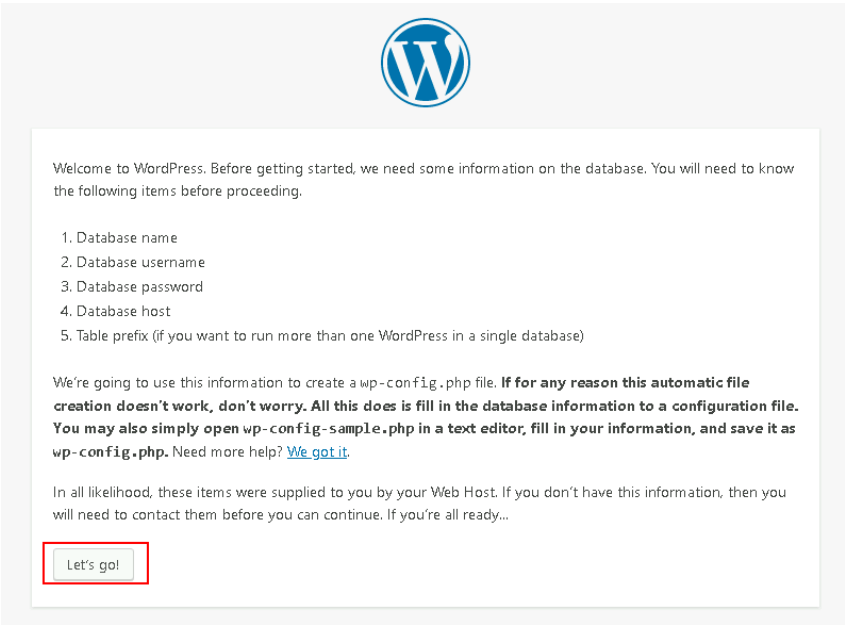 Welcome to WordPress. Before getting started, we need some information on the database. You will need to know
the following items before proceeding.
1. Database name
2. Database username
3. Database password
4. Database host
5. Table prefix (if you want to run more than one WordPress in a single database)
We're going to use this information to create a wp-config.php file. If for any reason this automatic file
creation doesn't work, don't worry. All this does is fill in the database information to a configuration file.
You may also simply open wp-config-sample.php in a text editor, fill in your information, and save it as
wp-config.php. Need more help? We got it.
In all likelihood, these items were supplied to you by your Web Host. If you don't have this information, then you
will need to contact them before you can continue. If you're all ready...
Let's go!